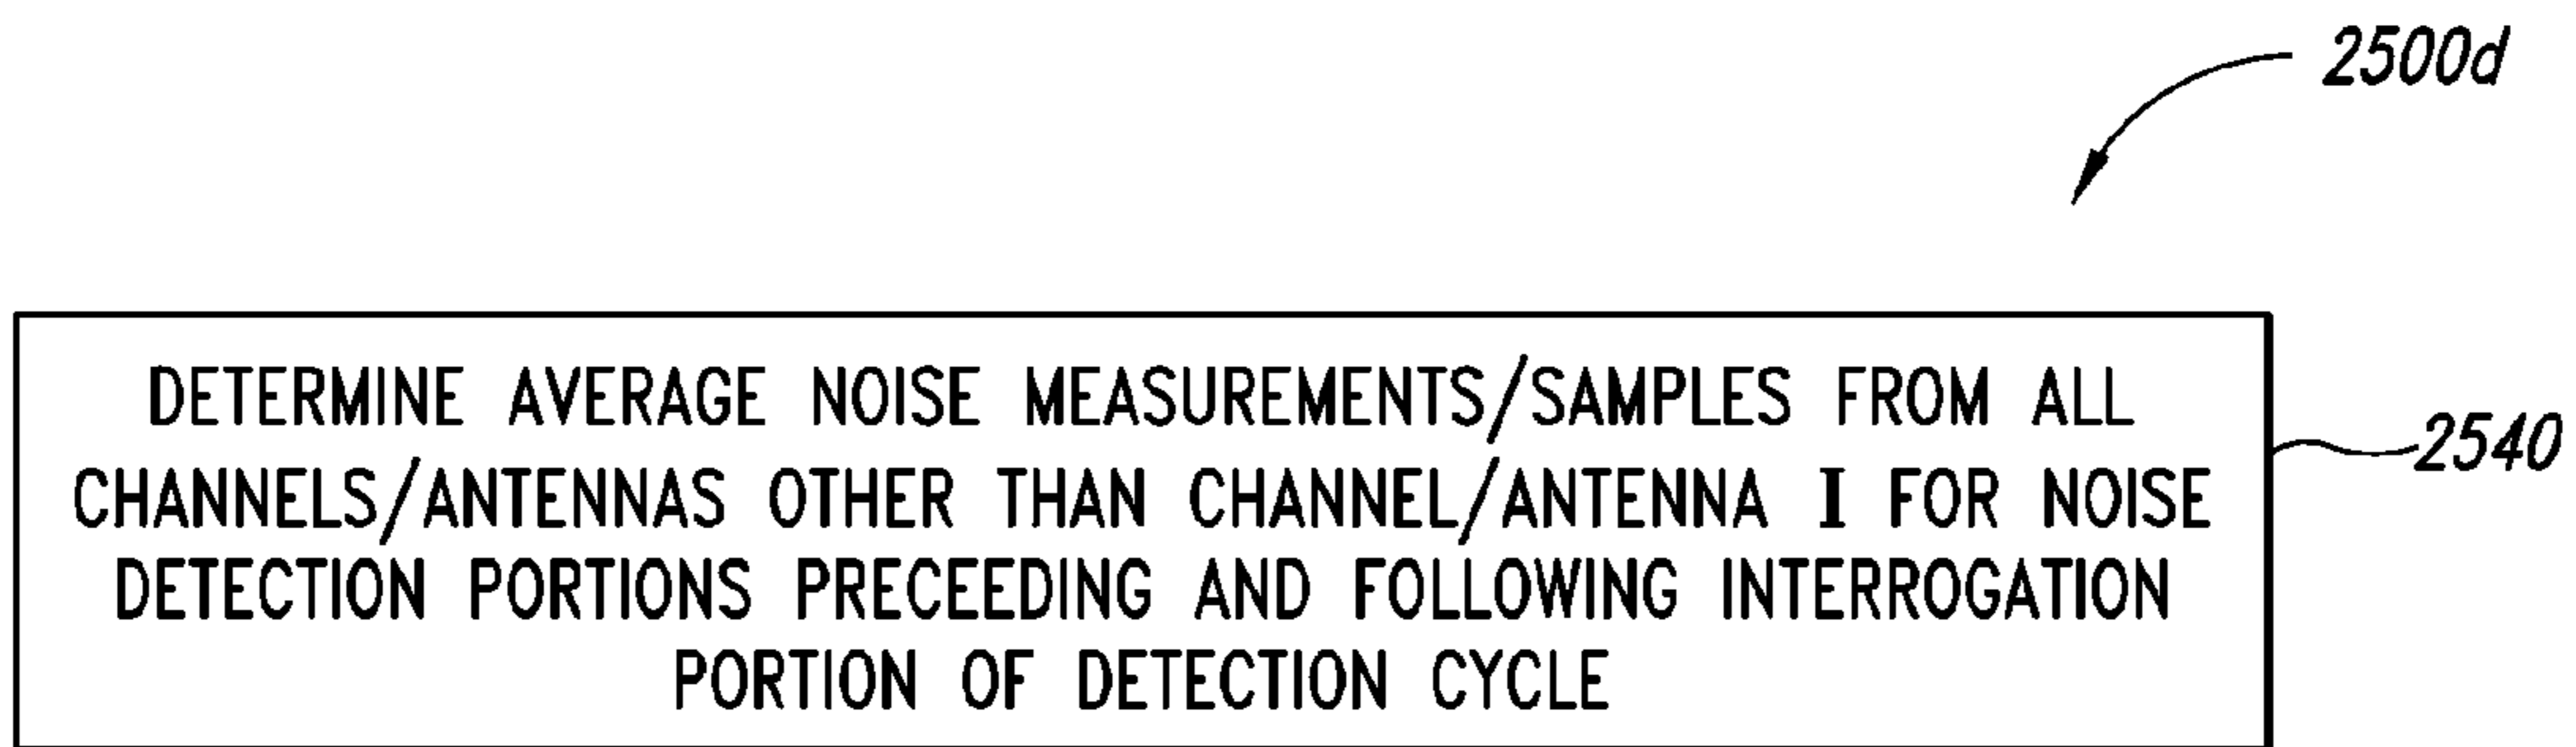 2500d
DETERMINE AVERAGE NOISE MEASUREMENTS/SAMPLES FROM ALL
CHANNELS/ANTENNAS OTHER THAN CHANNEL/ANTENNA I FOR NOISE
DETECTION PORTIONS PRECEEDING AND FOLLOWING INTERROGATION
PORTION OF DETECTION CYCLE
2540